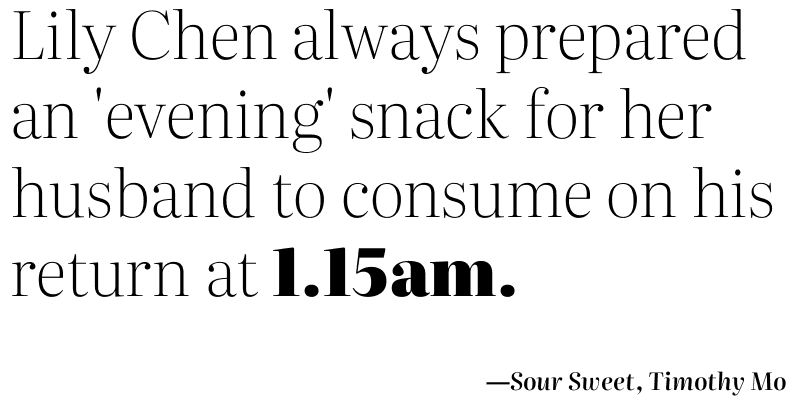 Lily Chen always prepared
an 'evening' snack for her
husband to consume on his
return at 1.15am.
—Sour Sweet, Timothy Mo